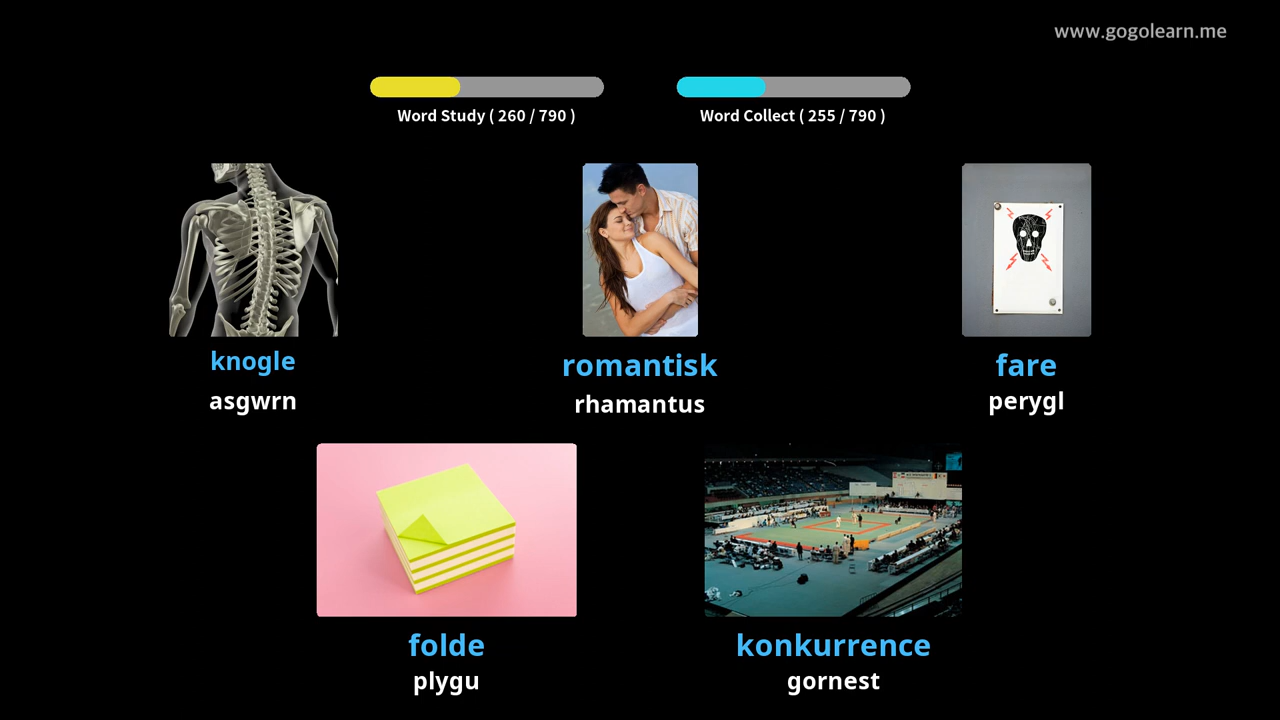 www.gogolearn.me
Word Study ( 260 / 790 )
Word Collect ( 255 / 790 )
knogle
asgwrn
romantisk
rhamantus
fare
perygl
folde
plygu
konkurrence
gornest